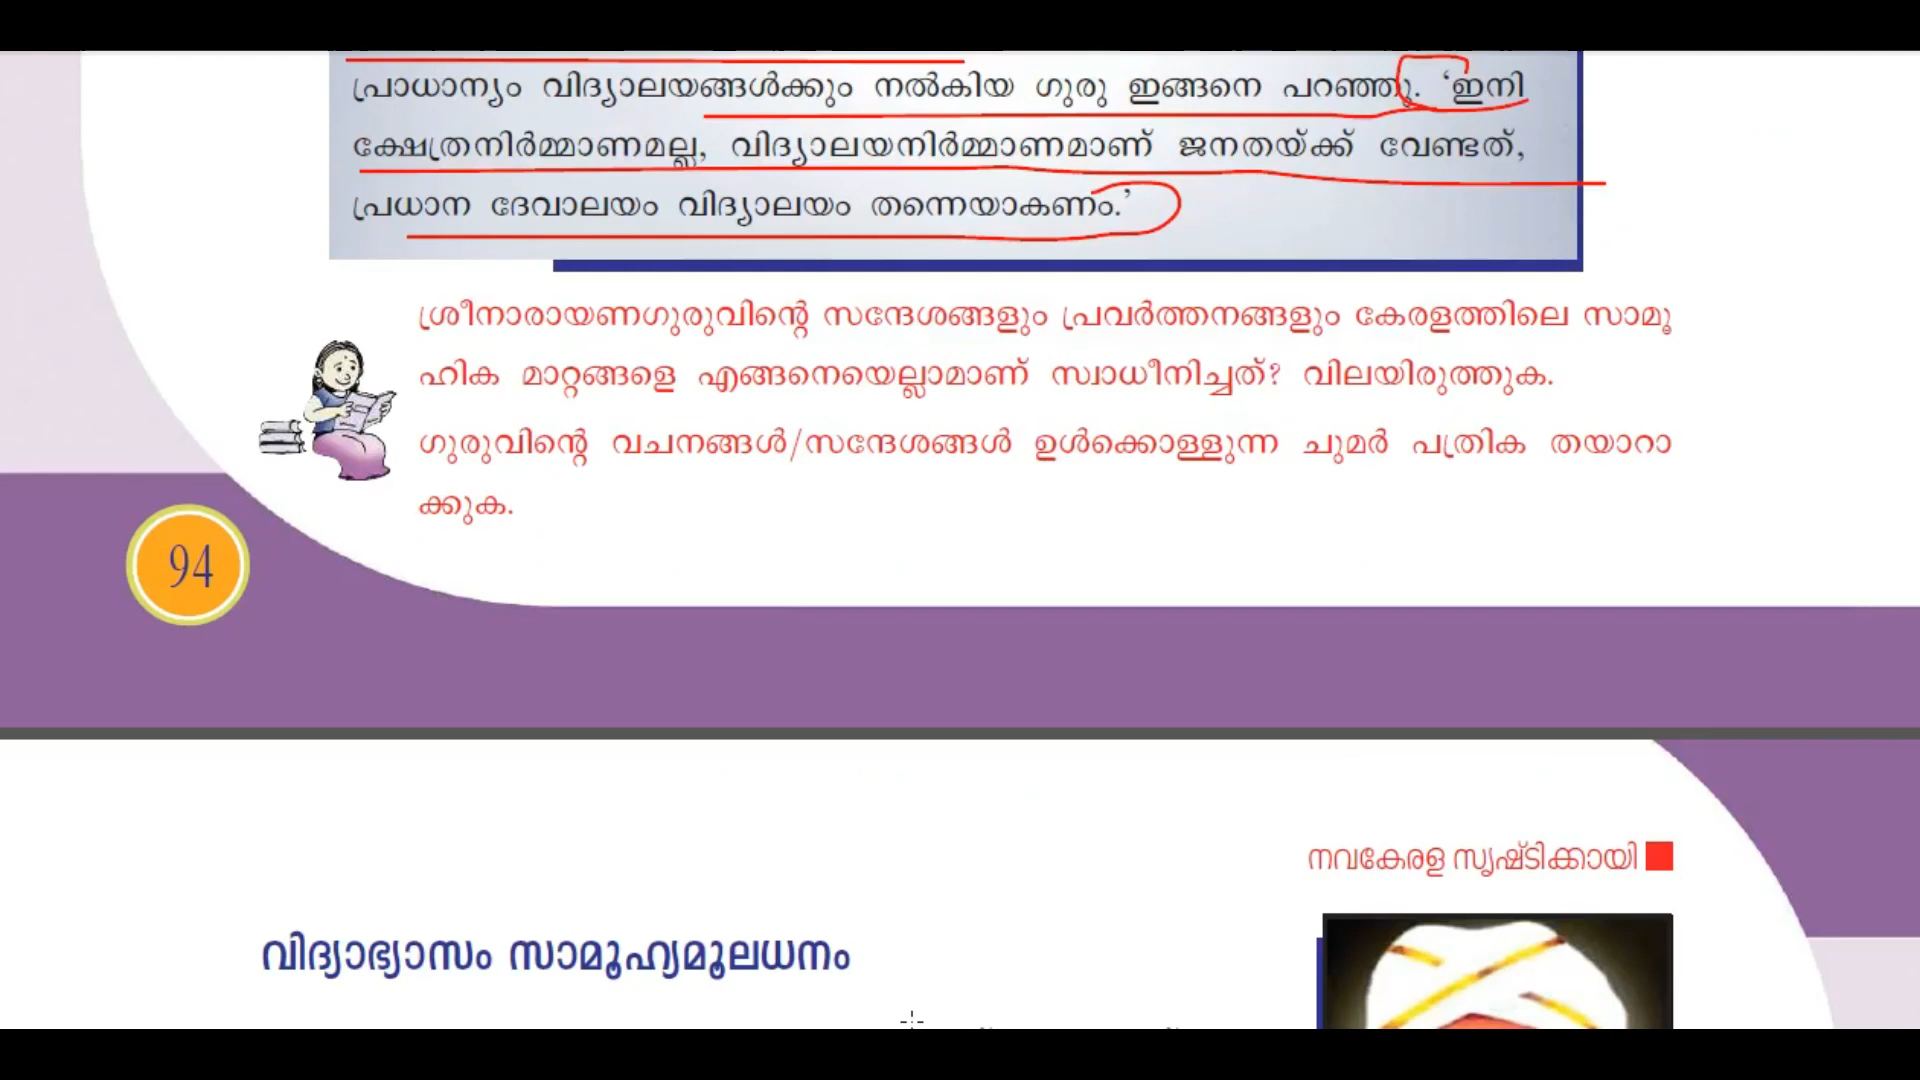 പ്രാധാന്യം വിദ്യാലയങ്ങൾക്കും നൽകിയ ഗുരു ഇങ്ങനെ പറഞ്ഞു. ‘ഇനി
ക്ഷേത്രനിർമ്മാണമല്ല, വിദ്യാലയനിർമ്മാണമാണ് ജനതയ്ക്ക് വേണ്ടത്,
പ്രധാന ദേവാലയം വിദ്യാലയം തന്നെയാകണം.’
ശ്രീനാരായണഗുരുവിന്റെ സന്ദേശങ്ങളും പ്രവർത്തനങ്ങളും കേരളത്തിലെ സാമൂ
ഹിക മാറ്റങ്ങളെ എങ്ങനെയെല്ലാമാണ് സ്വാധീനിച്ചത്? വിലയിരുത്തുക.
ഗുരുവിന്റെ വചനങ്ങൾ/സന്ദേശങ്ങൾ ഉൾക്കൊള്ളുന്ന ചുമർ പത്രിക തയാറാ
ക്കുക.
94
നവകേരള സൃഷ്ടിക്കായി
വിദ്യാഭ്യാസം സാമൂഹ്യമൂലധനം